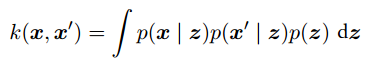 k(x, x′) = ∫ p(x | z)p(x′ | z)p(z) dz